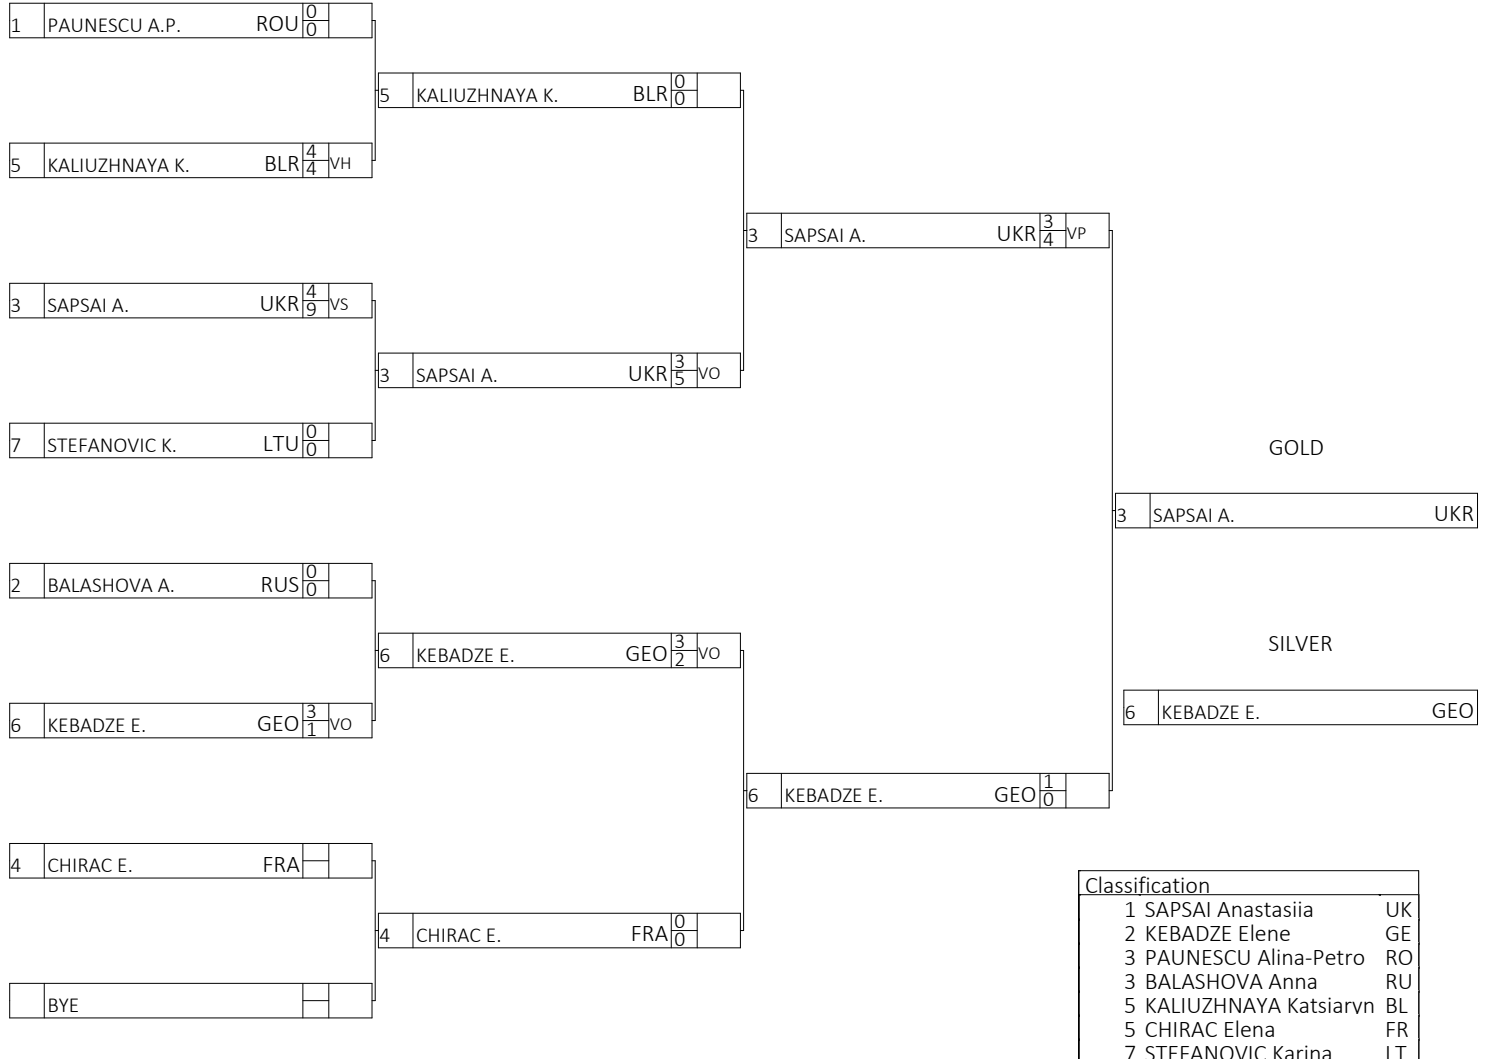 1 PAUNESCU A.P. ROU 0 0
5 KALIUZHNAYA K. BLR 0 0
5 KALIUZHNAYA K. BLR 4 4 VH
3 SAPSAI A. UKR 3 4 VP
3 SAPSAI A. UKR 4 9 VS
3 SAPSAI A. UKR 3 5 VO
7 STEFANOVIC K. LTU 0 0
GOLD
3 SAPSAI A. UKR
2 BALASHOVA A. RUS 0 0
SILVER
6 KEBADZE E. GEO 3 2 VO
6 KEBADZE E. GEO
6 KEBADZE E. GEO 3 1 VO
6 KEBADZE E. GEO 1 0
4 CHIRAC E. FRA
4 CHIRAC E. FRA 0 0
BYE
Classification
1 SAPSAI Anastasiia UK
2 KEBADZE Elene GE
3 PAUNESCU Alina-Petro RO
3 BALASHOVA Anna RU
5 KALIUZHNAYA Katsiaryn BL
5 CHIRAC Elena FR
7 STEFANOVIC Karina LT